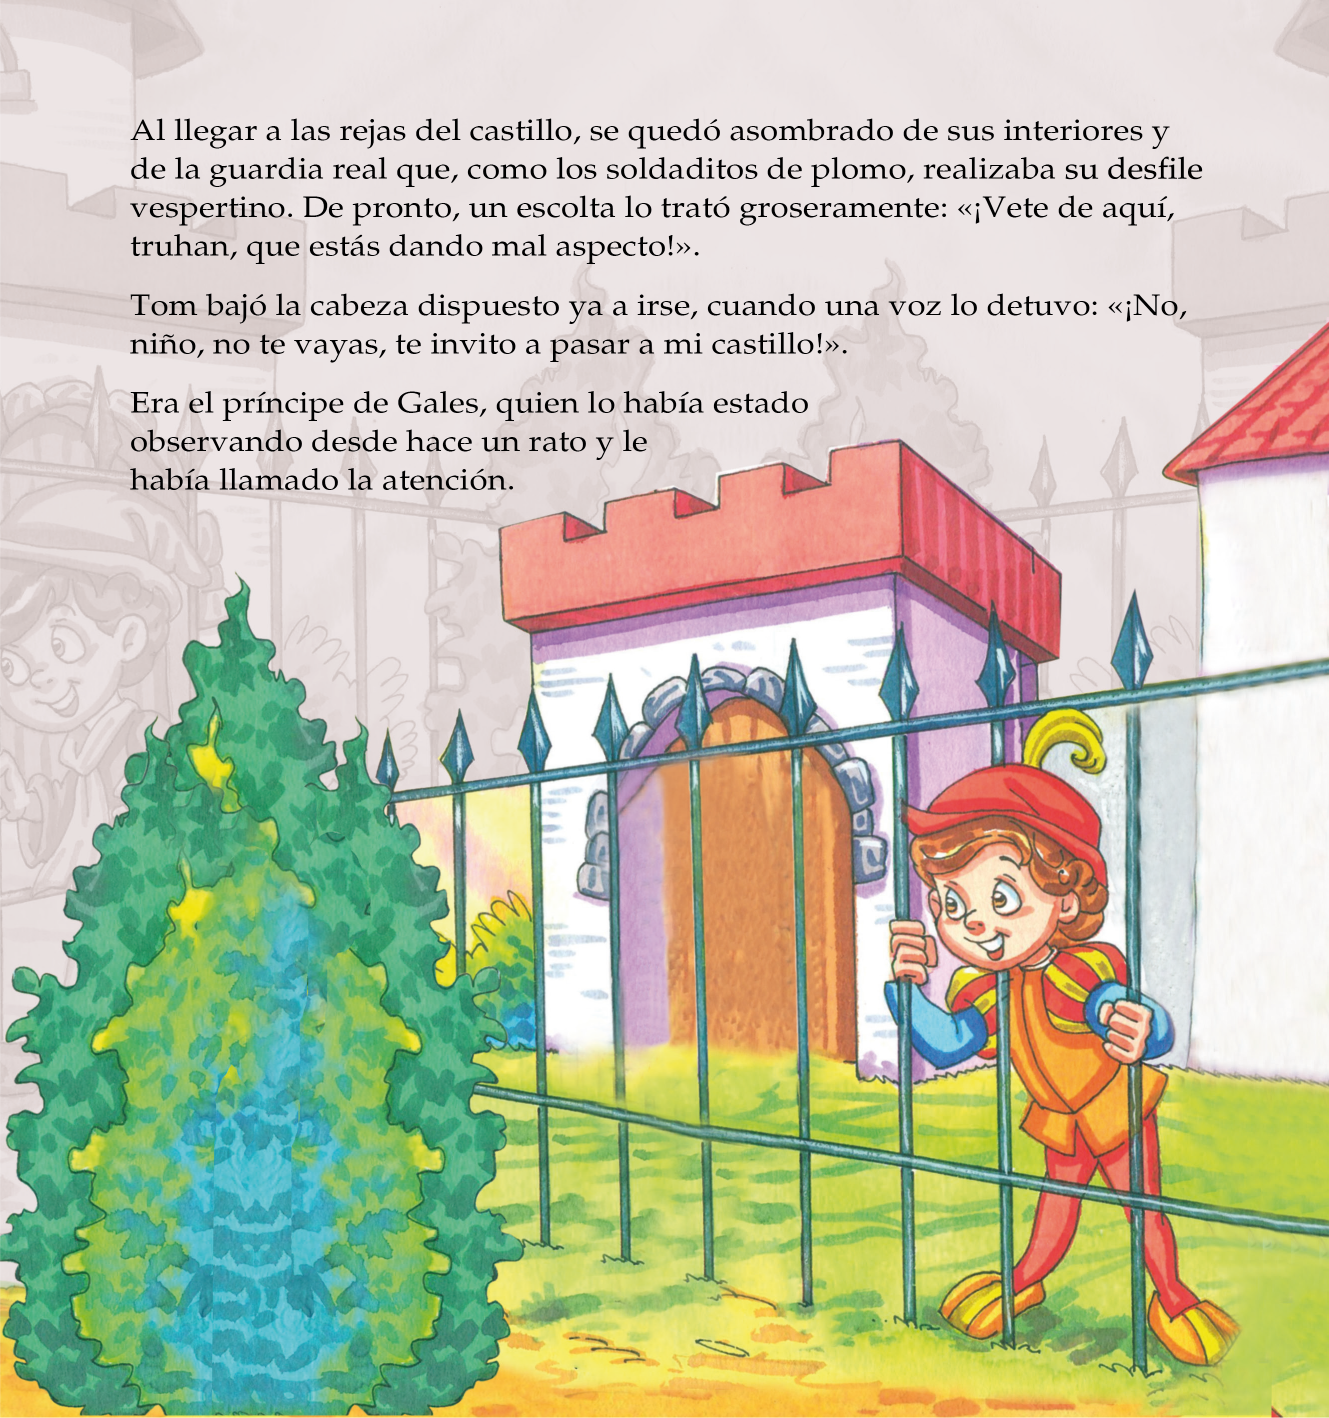 Al llegar a las rejas del castillo, se quedó asombrado de sus interiores y
de la guardia real que, como los soldaditos de plomo, realizaba su desfile
vespertino. De pronto, un escolta lo trató groseramente: «¡Vete de aquí,
truhan, que estás dando mal aspecto!».
Tom bajó la cabeza dispuesto ya a irse, cuando una voz lo detuvo: «¡No,
niño, no te vayas, te invito a pasar a mi castillo!».
Era el príncipe de Gales, quien lo había estado
observando desde hace un rato y le
había llamado la atención.